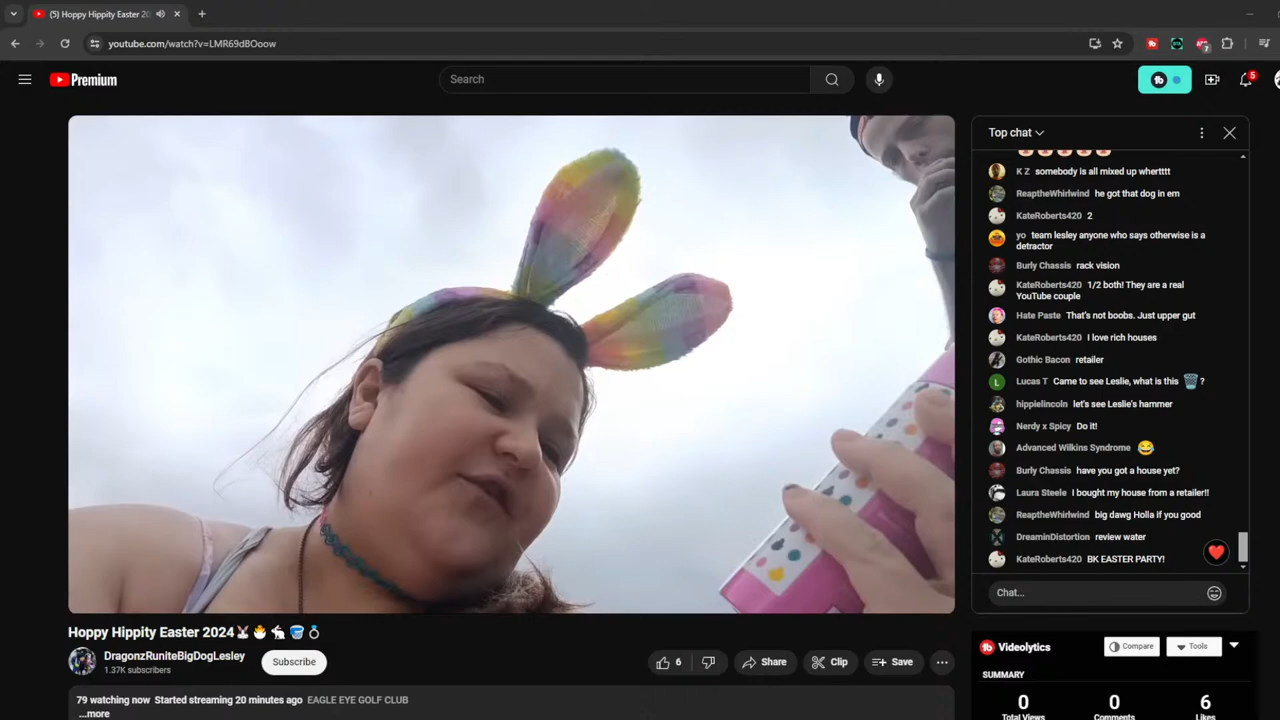 (5) Hoppy Hippity Easter 20
youtube.com/watch?v=LMR69dBOoow
7
Premium
Search
tb
5
Top chat
K Z somebody is all mixed up whertttt
ReaptheWhirlwind he got that dog in em
KateRoberts420 2
yo team lesley anyone who says otherwise is a
detractor
Burly Chassis rack vision
KateRoberts420 1/2 both! They are a real
YouTube couple
Hate Paste That's not boobs. Just upper gut
KateRoberts420 I love rich houses
Gothic Bacon retailer
L Lucas T Came to see Leslie, what is this 🗑️ ?
hippielincoln let's see Leslie's hammer
Nerdy x Spicy Do it!
Advanced Wilkins Syndrome 😂
Burly Chassis have you got a house yet?
Laura Steele I bought my house from a retailer!!
ReaptheWhirlwind big dawg Holla if you good
DreaminDistortion review water
KateRoberts420 BK EASTER PARTY!
Chat...
Hoppy Hippity Easter 2024🐰🐥🐇🪣💍
DragonzRuniteBigDogLesley
1.37K subscribers
Subscribe
6
Share
Clip
Save
79 watching now Started streaming 20 minutes ago EAGLE EYE GOLF CLUB
...more
tb Videolytics
Compare
Tools
SUMMARY
0 0 6
Total Views Comments Likes